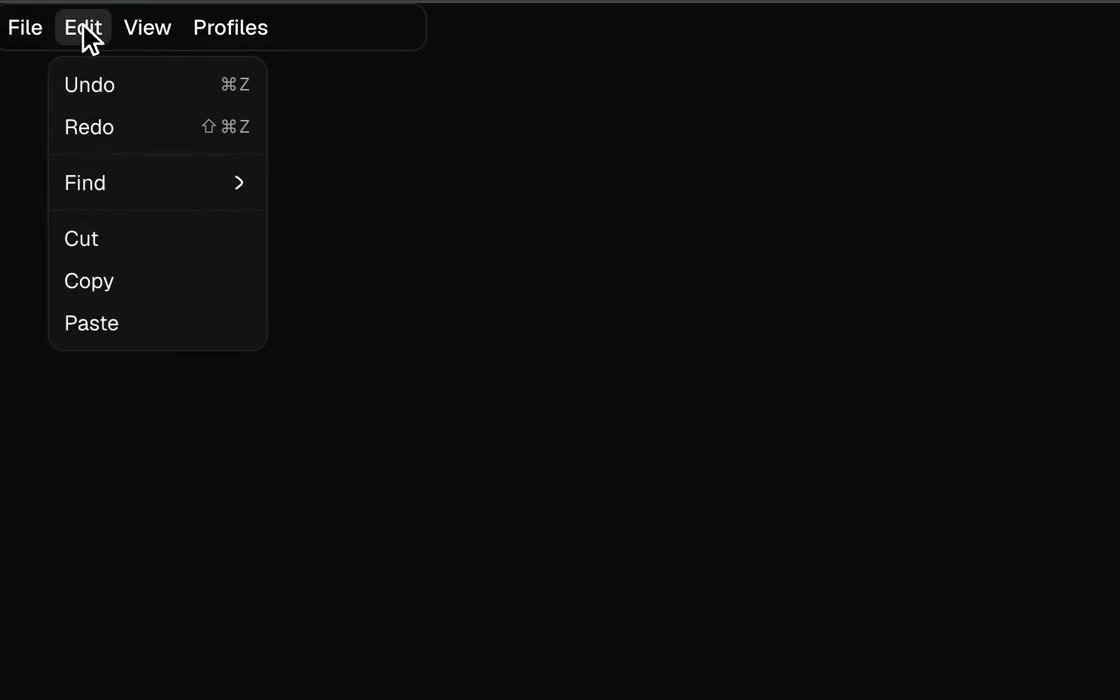 File Edit View Profiles
Undo ⌘Z
Redo ⇧⌘Z
Find
Cut
Copy
Paste